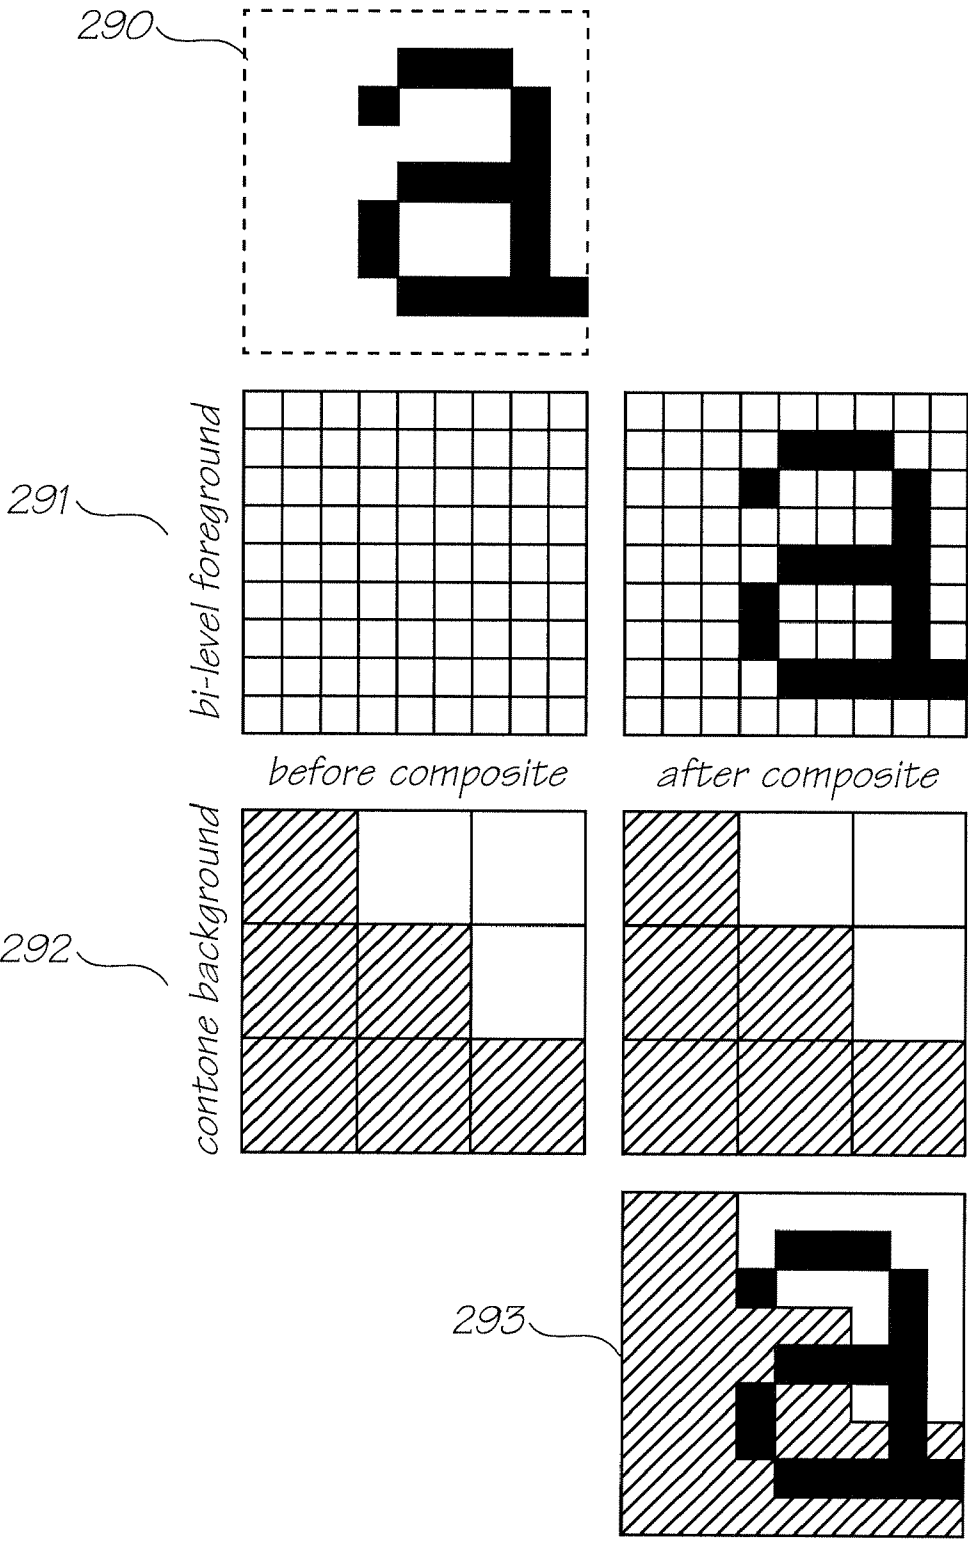 290
a
291
bi-level foreground
a
before composite
after composite
292
contone background
293
a